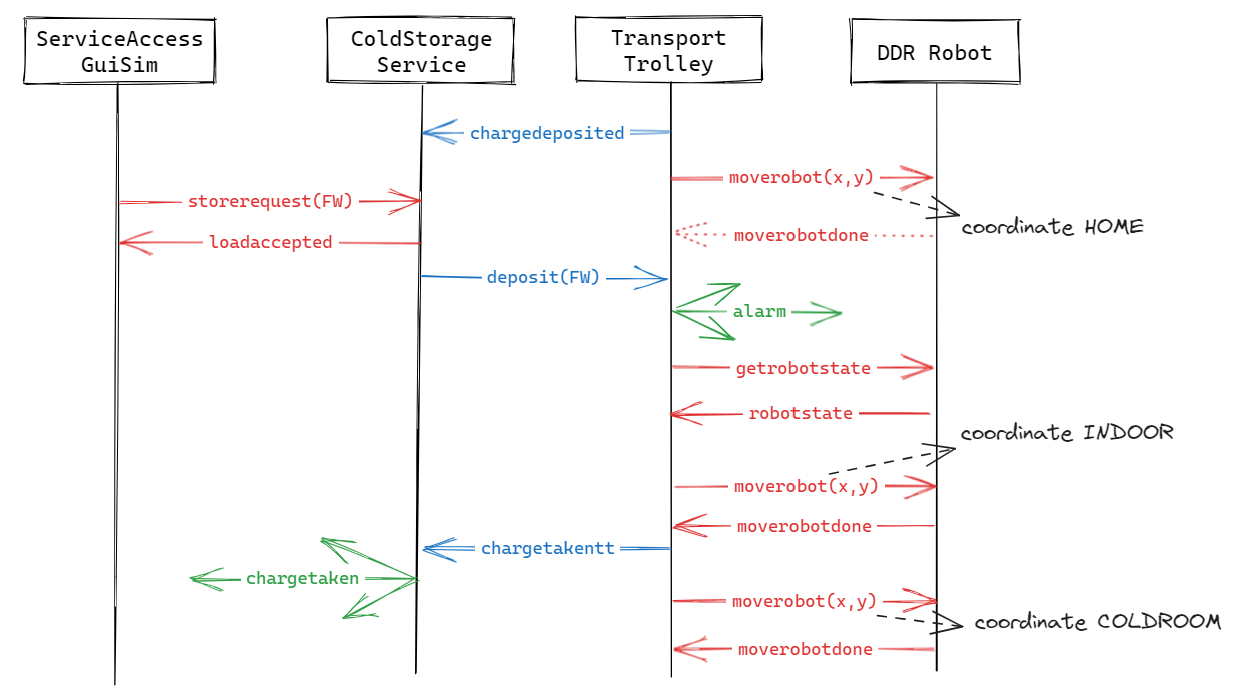 ServiceAccess
GuiSim
ColdStorage
Service
Transport
Trolley
DDR Robot
chargedeposited
moverobot(x,y)
storerequest(FW)
coordinate HOME
moverobotdone
loadaccepted
deposit(FW)
alarm
getrobotstate
robotstate
coordinate INDOOR
moverobot(x,y)
moverobotdone
chargetakentt
chargetaken
moverobot(x,y)
coordinate COLDROOM
moverobotdone